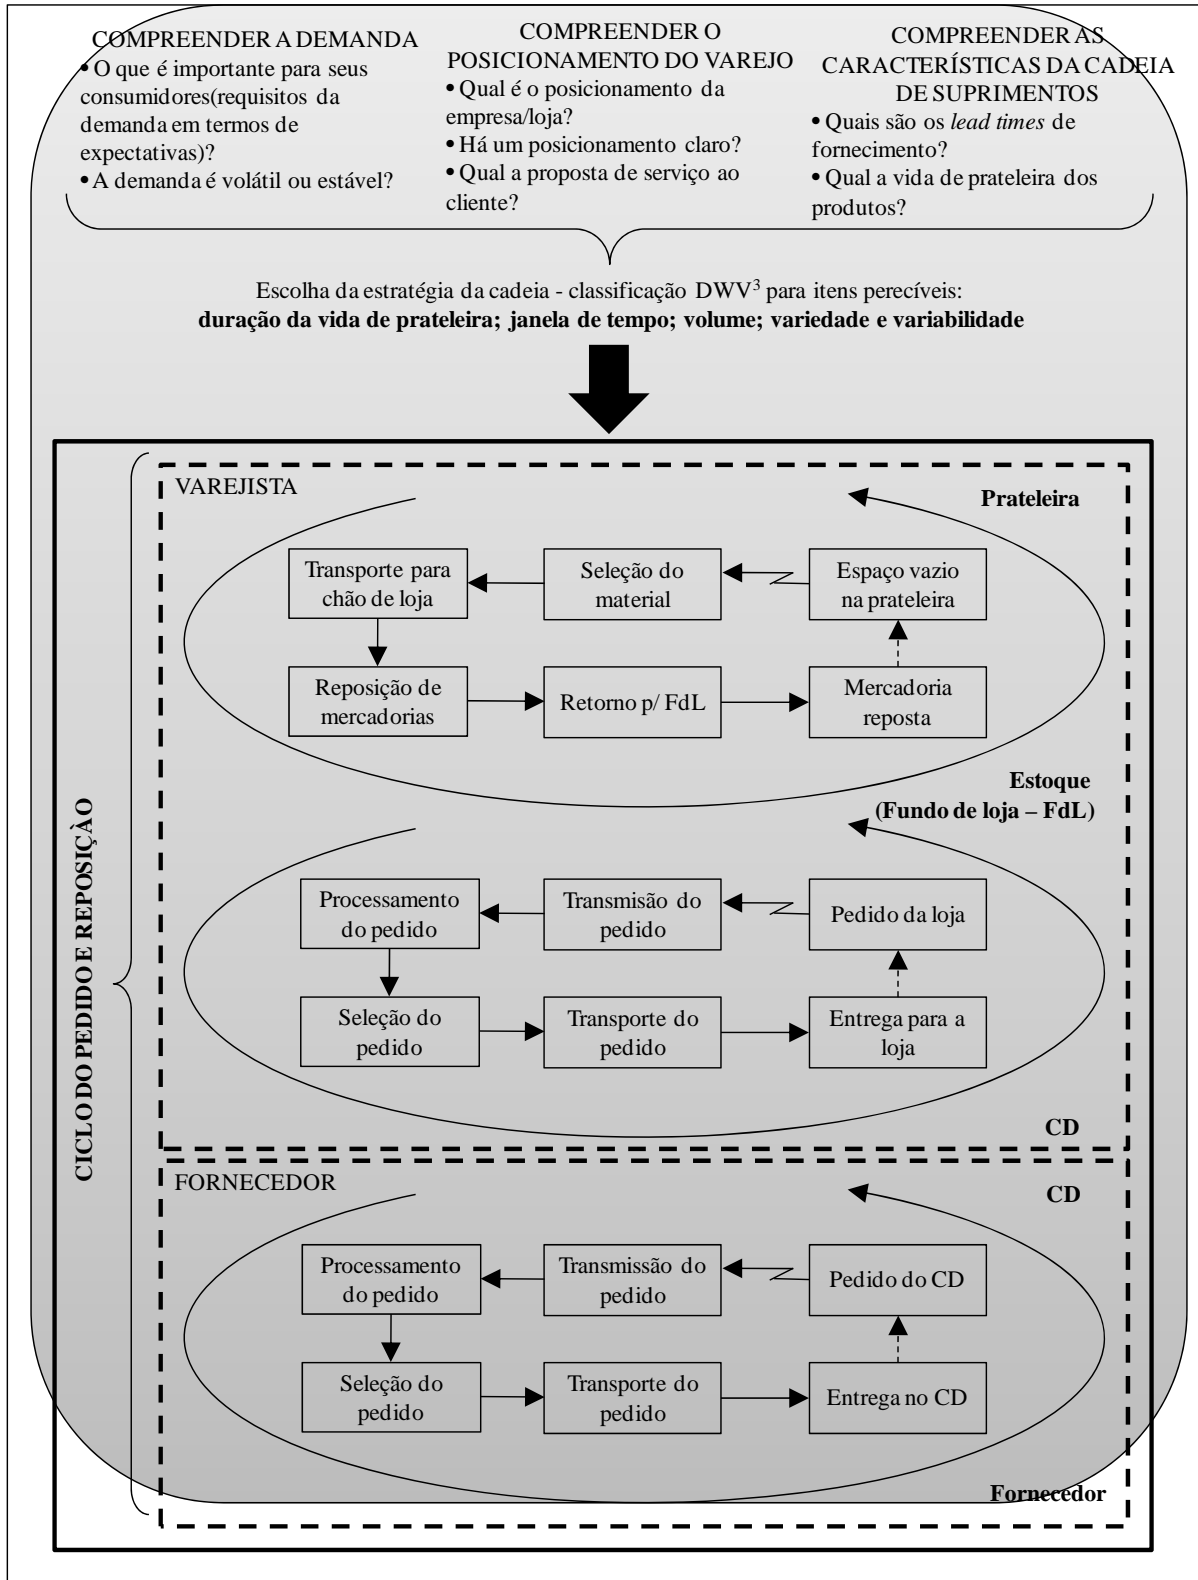 COMPREENDER A DEMANDA
• O que é importante para seus
consumidores(requisitos da
demanda em termos de
expectativas)?
• A demanda é volátil ou estável?
COMPREENDER O
POSICIONAMENTO DO VAREJO
• Qual é o posicionamento da
empresa/loja?
• Há um posicionamento claro?
• Qual a proposta de serviço ao
cliente?
COMPREENDER AS
CARACTERÍSTICAS DA CADEIA
DE SUPRIMENTOS
• Quais são os lead times de
fornecimento?
• Qual a vida de prateleira dos
produtos?
Escolha da estratégia da cadeia - classificação DWV³ para itens perecíveis:
duração da vida de prateleira; janela de tempo; volume; variedade e variabilidade
CICLO DO PEDIDO E REPOSIÇÀO
VAREJISTA
Prateleira
Transporte para
chão de loja
Seleção do
material
Espaço vazio
na prateleira
Reposição de
mercadorias
Retorno p/ FdL
Mercadoria
reposta
Estoque
(Fundo de loja – FdL)
Processamento
do pedido
Transmisão do
pedido
Pedido da loja
Seleção do
pedido
Transporte do
pedido
Entrega para a
loja
CD
FORNECEDOR
CD
Processamento
do pedido
Transmissão do
pedido
Pedido do CD
Seleção do
pedido
Transporte do
pedido
Entrega no CD
Fornecedor